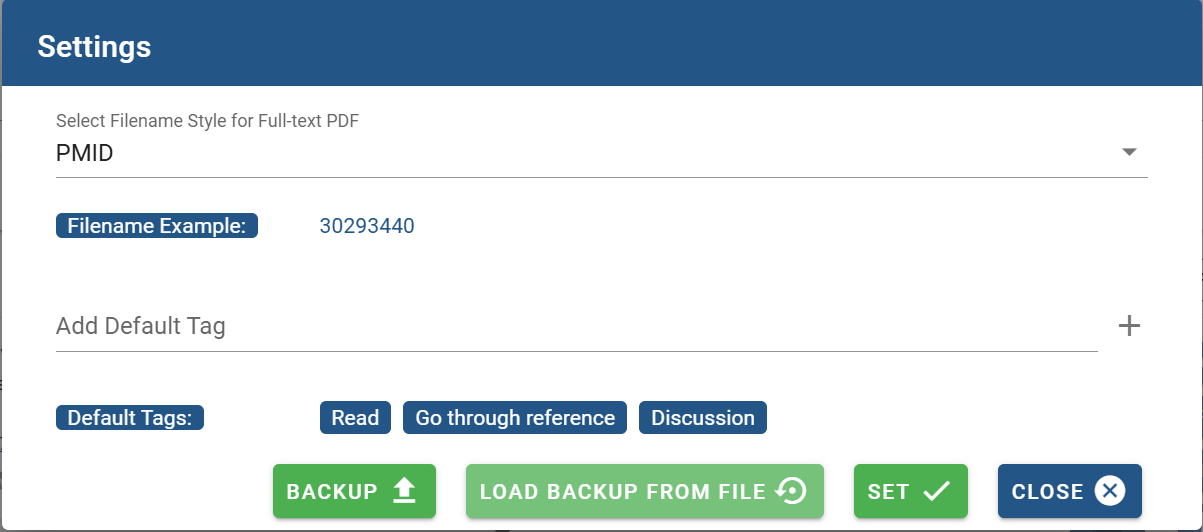 Settings
Select Filename Style for Full-text PDF
PMID
Filename Example: 30293440
Add Default Tag
Default Tags: Read Go through reference Discussion
BACKUP LOAD BACKUP FROM FILE SET CLOSE